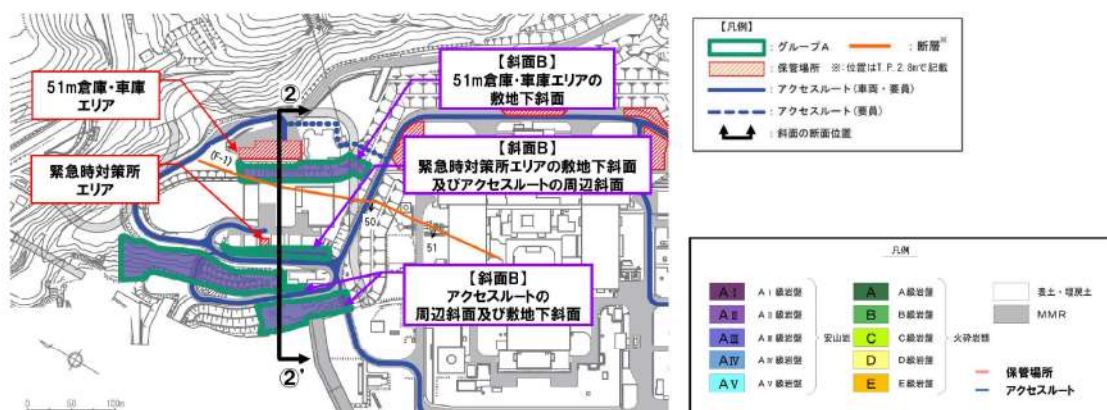 【斜面B】
51m倉庫・車庫エリアの
敷地下斜面
51m倉庫・車庫
エリア
②
(F-1)
【斜面B】
緊急時対策所エリアの敷地下斜面
及びアクセスルートの周辺斜面
緊急時対策所
エリア
50
51
【斜面B】
アクセスルートの
周辺斜面及び敷地下斜面
②'
0 50 100m
【凡例】
:グループA
:断層※
:保管場所 ※:位置はT.P.2.8mで記載
:アクセスルート(車両・要員)
:アクセスルート(要員)
:斜面の断面位置
凡例
AⅠ AⅠ級岩盤
AⅡ AⅡ級岩盤
AⅢ AⅢ級岩盤
AⅣ AⅣ級岩盤
AⅤ AⅤ級岩盤
安山岩
A A級岩盤
B B級岩盤
C C級岩盤
D D級岩盤
E E級岩盤
火砕岩類
表土・埋戻土
MMR
保管場所
アクセスルート